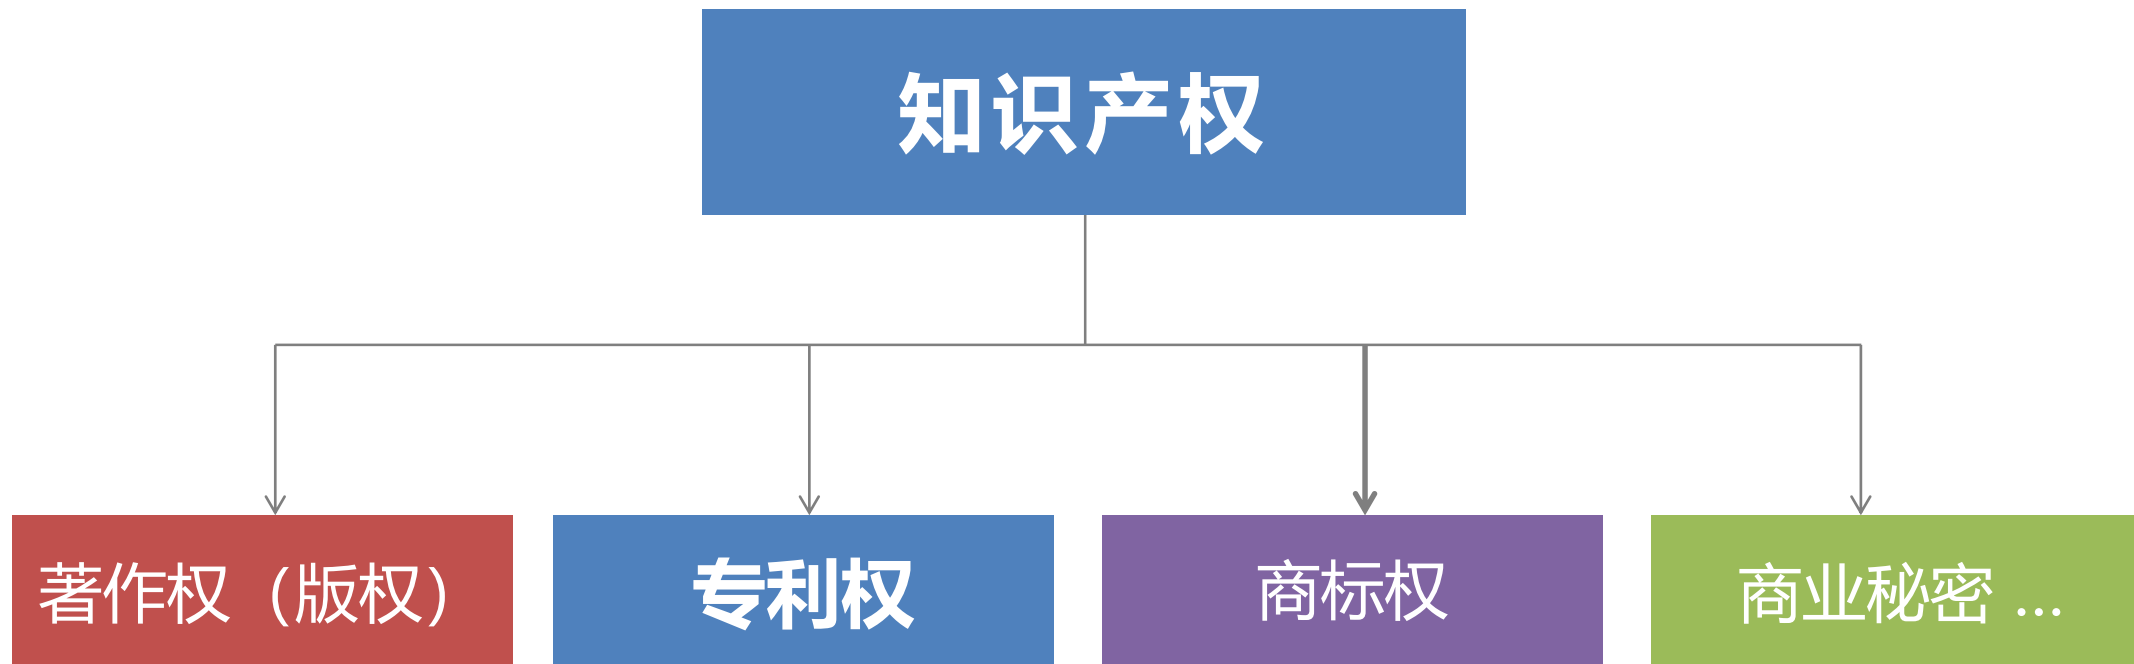 知识产权
著作权（版权）
专利权
商标权
商业秘密 ...